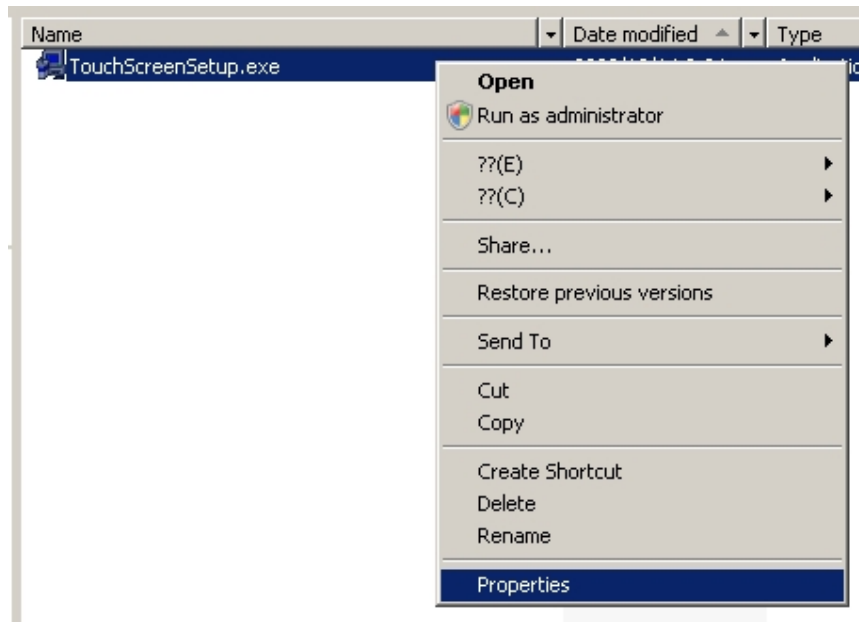 Name Date modified Type
TouchScreenSetup.exe
Open
Run as administrator
??(E)
??(C)
Share...
Restore previous versions
Send To
Cut
Copy
Create Shortcut
Delete
Rename
Properties